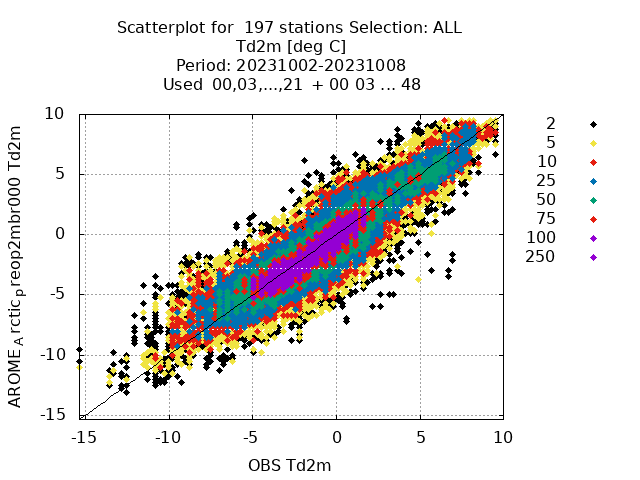 Scatterplot for 197 stations Selection: ALL
Td2m [deg C]
Period: 20231002-20231008
Used 00,03,...,21 + 00 03 ... 48
AROME_Arctic_preop2mbr000 Td2m
10
5
0
-5
-10
-15
-15 -10 -5 0 5 10
OBS Td2m
2
5
10
25
50
75
100
250